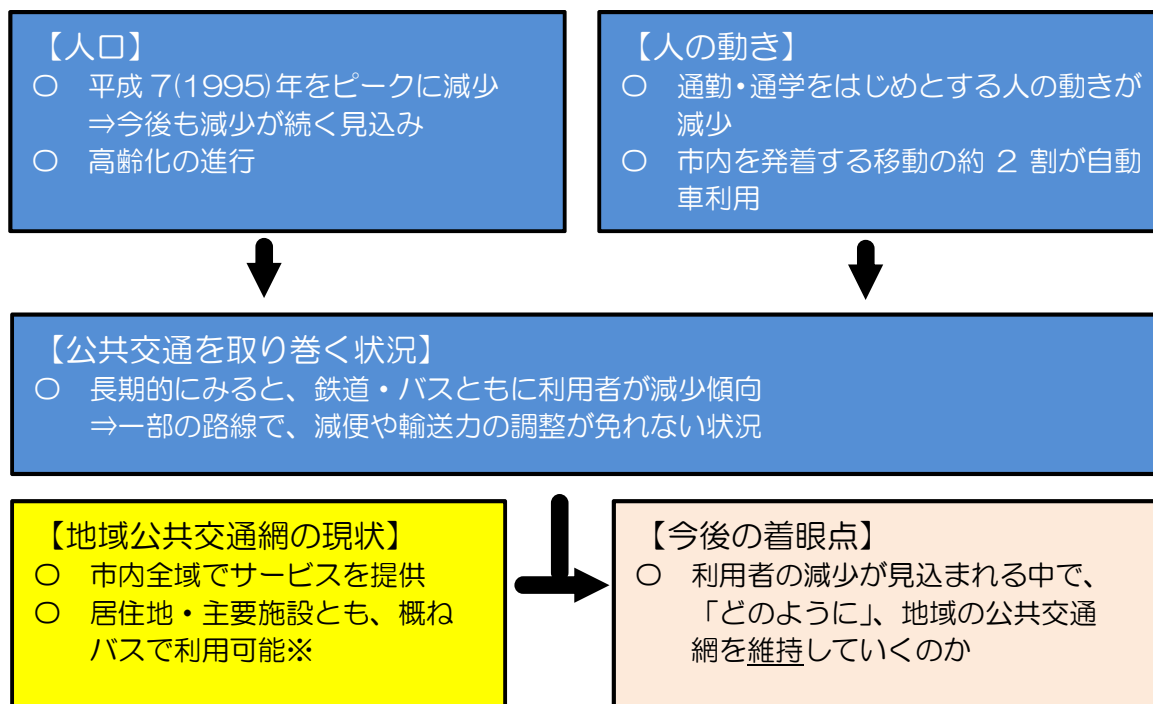 【人口】
○ 平成 7(1995)年をピークに減少
⇒今後も減少が続く見込み
○ 高齢化の進行
【人の動き】
○ 通勤・通学をはじめとする人の動きが
減少
○ 市内を発着する移動の約 2 割が自動
車利用
【公共交通を取り巻く状況】
○ 長期的にみると、鉄道・バスともに利用者が減少傾向
⇒一部の路線で、減便や輸送力の調整が免れない状況
【地域公共交通網の現状】
○ 市内全域でサービスを提供
○ 居住地・主要施設とも、概ね
バスで利用可能※
【今後の着眼点】
○ 利用者の減少が見込まれる中で、
「どのように」、地域の公共交通
網を維持していくのか